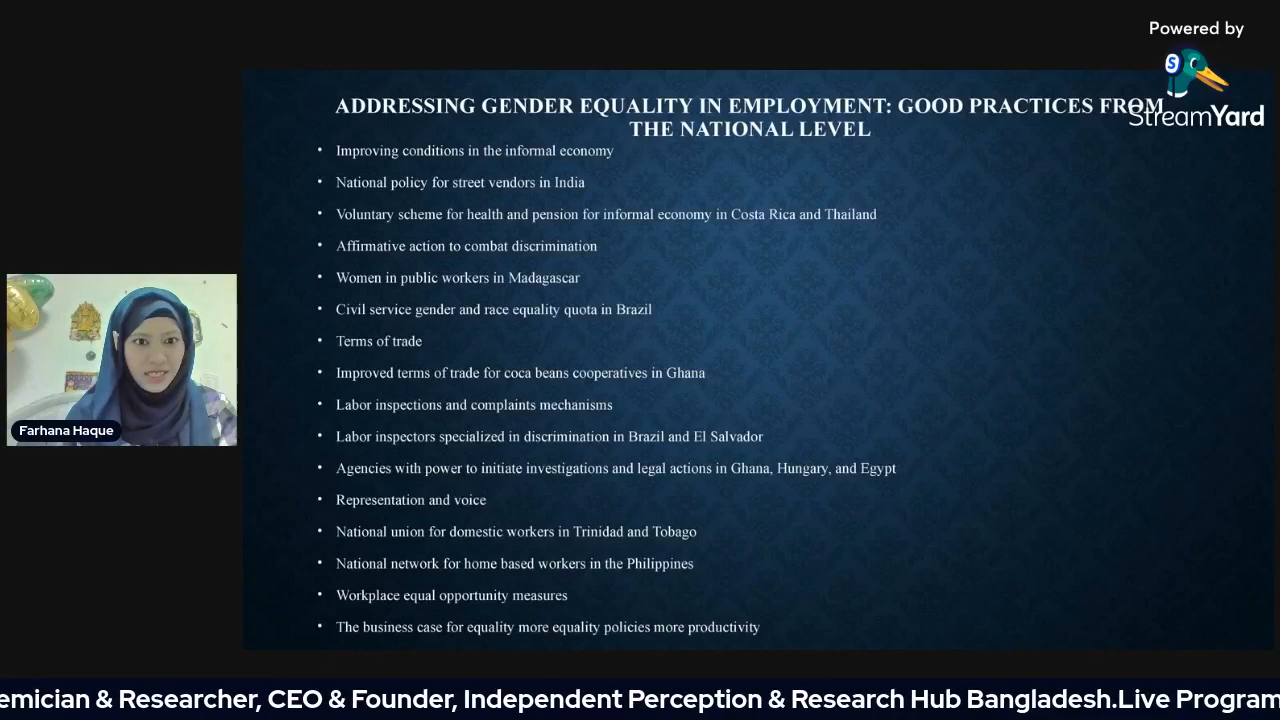 Powered by
StreamYard
ADDRESSING GENDER EQUALITY IN EMPLOYMENT: GOOD PRACTICES FROM
THE NATIONAL LEVEL
• Improving conditions in the informal economy
• National policy for street vendors in India
• Voluntary scheme for health and pension for informal economy in Costa Rica and Thailand
• Affirmative action to combat discrimination
• Women in public workers in Madagascar
• Civil service gender and race equality quota in Brazil
• Terms of trade
• Improved terms of trade for coca beans cooperatives in Ghana
• Labor inspections and complaints mechanisms
• Labor inspectors specialized in discrimination in Brazil and El Salvador
• Agencies with power to initiate investigations and legal actions in Ghana, Hungary, and Egypt
• Representation and voice
• National union for domestic workers in Trinidad and Tobago
• National network for home based workers in the Philippines
• Workplace equal opportunity measures
• The business case for equality more equality policies more productivity
Farhana Haque
emician & Researcher, CEO & Founder, Independent Perception & Research Hub Bangladesh.Live Program